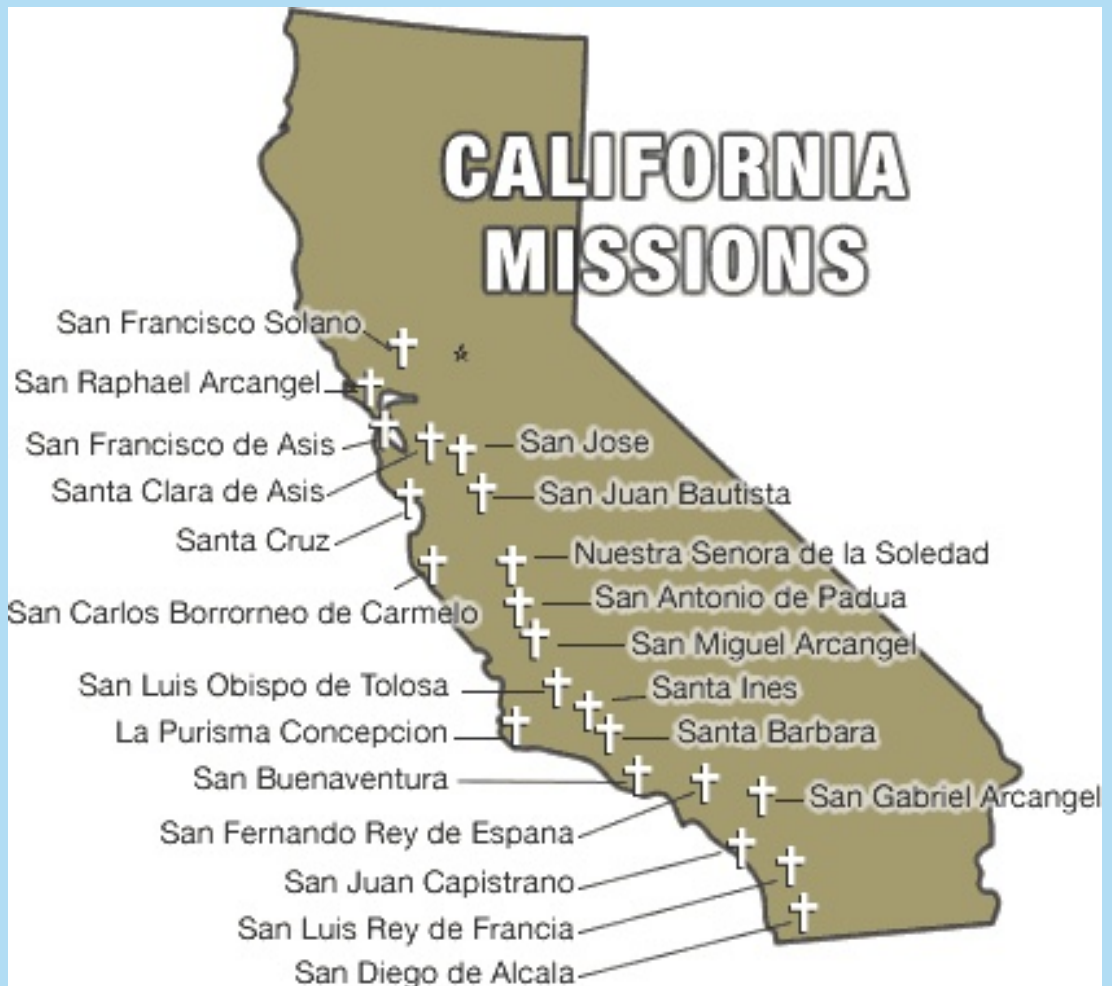 CALIFORNIA
MISSIONS
San Francisco Solano
San Raphael Arcangel
San Francisco de Asis
San Jose
Santa Clara de Asis
San Juan Bautista
Santa Cruz
Nuestra Senora de la Soledad
San Antonio de Padua
San Carlos Borrorneo de Carmelo
San Miguel Arcangel
San Luis Obispo de Tolosa
Santa Ines
La Purisma Concepcion
Santa Barbara
San Buenaventura
San Gabriel Arcangel
San Fernando Rey de Espana
San Juan Capistrano
San Luis Rey de Francia
San Diego de Alcala